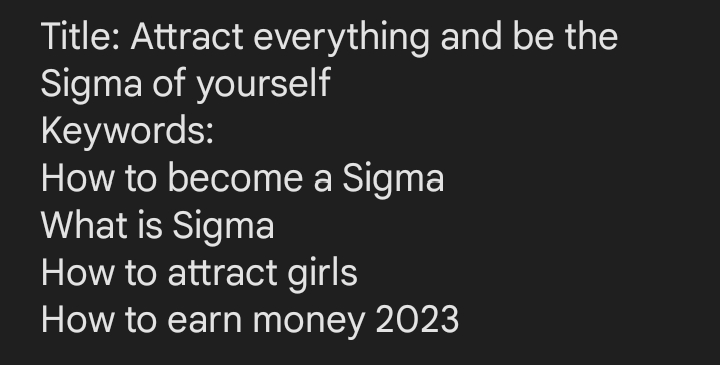 Title: Attract everything and be the
Sigma of yourself
Keywords:
How to become a Sigma
What is Sigma
How to attract girls
How to earn money 2023